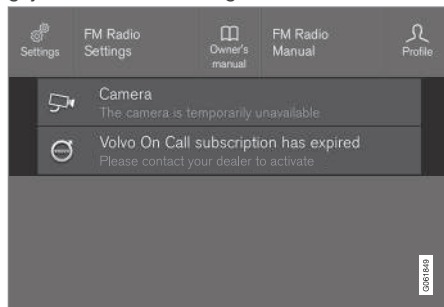 Settings
FM Radio
Settings
Owner's
manual
FM Radio
Manual
Profile
Camera
The camera is temporarily unavailable
Volvo On Call subscription has expired
Please contact your dealer to activate
G061849